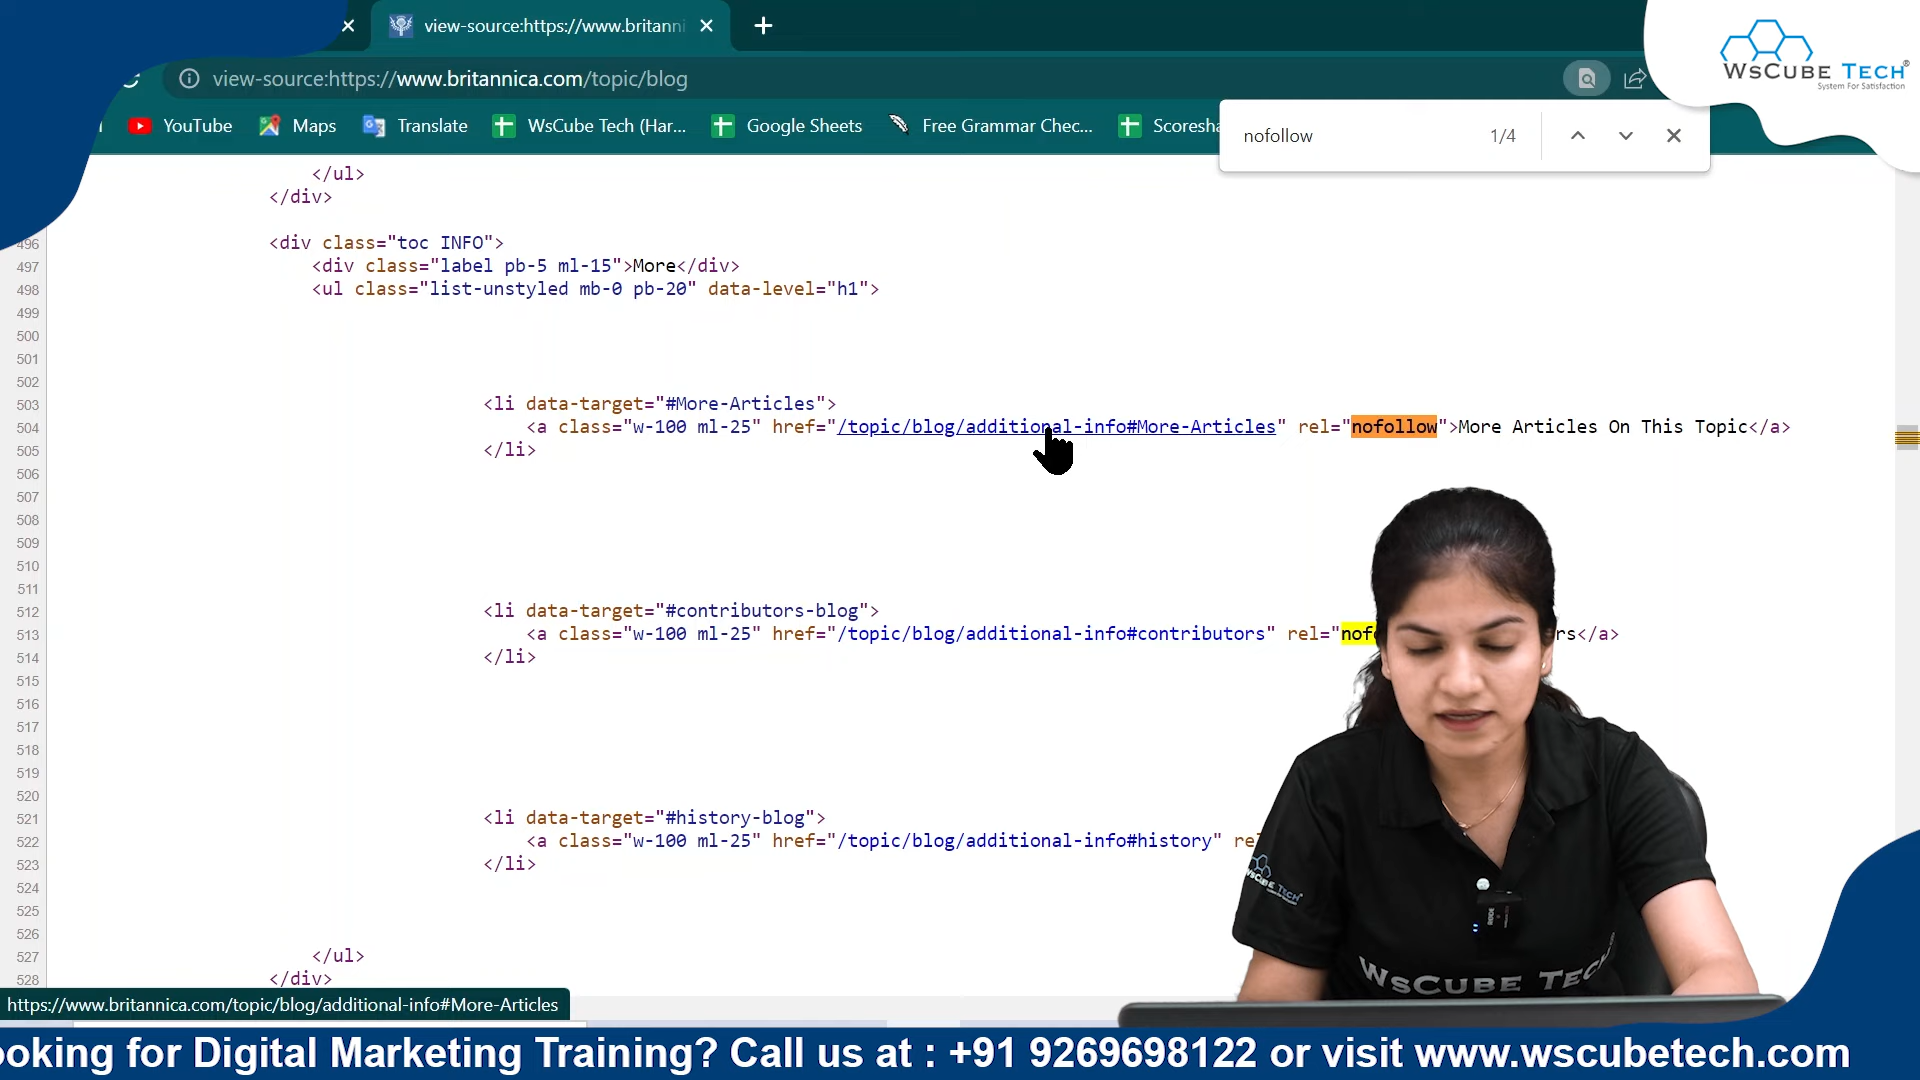 view-source:https://www.britanni
view-source:https://www.britannica.com/topic/blog
YouTube
Maps
Translate
WsCube Tech (Har...
Google Sheets
Free Grammar Chec...
nofollow
1/4
WsCube Tech®
System For Satisfaction
</ul>
</div>
496 <div class="toc INFO">
497 <div class="label pb-5 ml-15">More</div>
498 <ul class="list-unstyled mb-0 pb-20" data-level="h1">
499
500
501
502
503 <li data-target="#More-Articles">
504 <a class="w-100 ml-25" href="/topic/blog/additional-info#More-Articles" rel="nofollow">More Articles On This Topic</a>
505 </li>
506
507
508
509
510
511
512 <li data-target="#contributors-blog">
513 <a class="w-100 ml-25" href="/topic/blog/additional-info#contributors" rel="nofo rs</a>
514 </li>
515
516
517
518
519
520
521 <li data-target="#history-blog">
522 <a class="w-100 ml-25" href="/topic/blog/additional-info#history" re
523 </li>
524
525
526
527 </ul>
528 </div>
https://www.britannica.com/topic/blog/additional-info#More-Articles
WsCube Tech
RØDE
WsCube Tec
ooking for Digital Marketing Training? Call us at : +91 9269698122 or visit www.wscubetech.com